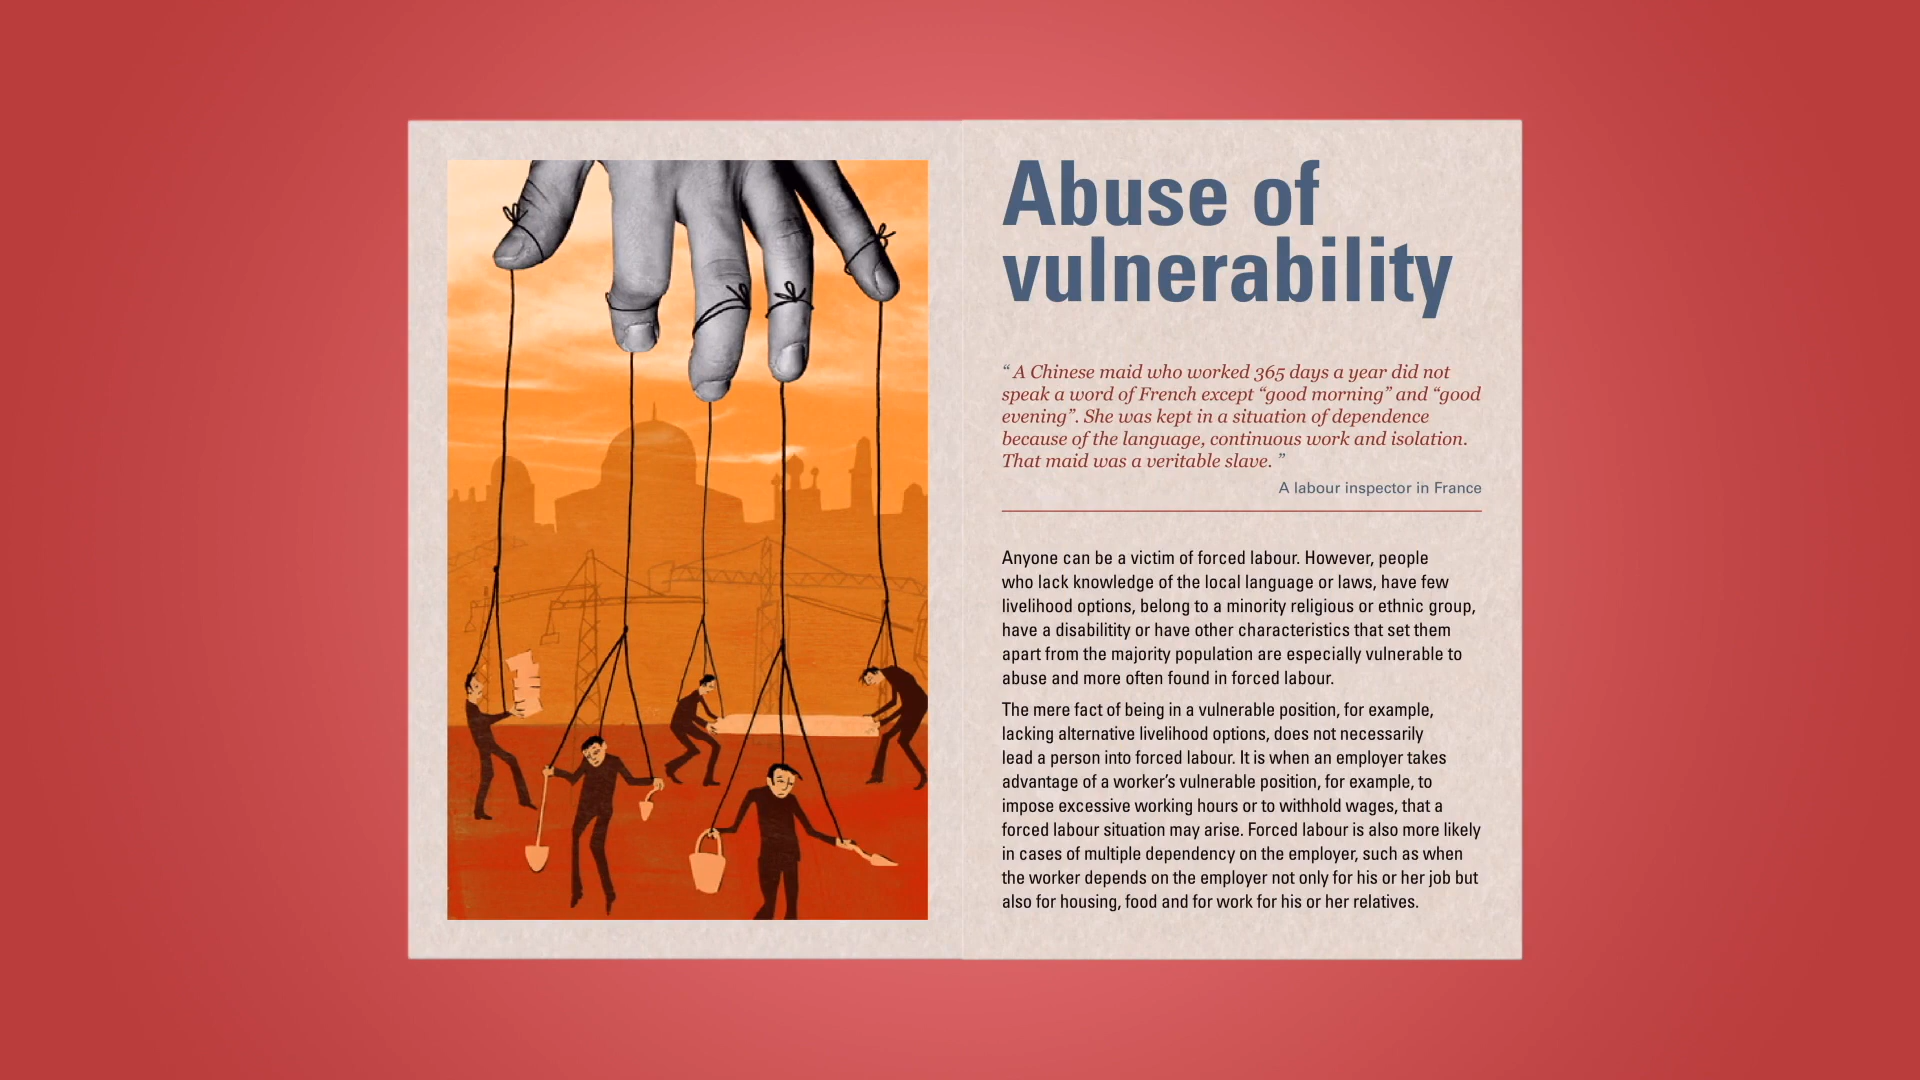 Abuse of
vulnerability
“ A Chinese maid who worked 365 days a year did not
speak a word of French except “good morning” and “good
evening”. She was kept in a situation of dependence
because of the language, continuous work and isolation.
That maid was a veritable slave. ”
A labour inspector in France
Anyone can be a victim of forced labour. However, people
who lack knowledge of the local language or laws, have few
livelihood options, belong to a minority religious or ethnic group,
have a disabilitity or have other characteristics that set them
apart from the majority population are especially vulnerable to
abuse and more often found in forced labour.
The mere fact of being in a vulnerable position, for example,
lacking alternative livelihood options, does not necessarily
lead a person into forced labour. It is when an employer takes
advantage of a worker’s vulnerable position, for example, to
impose excessive working hours or to withhold wages, that a
forced labour situation may arise. Forced labour is also more likely
in cases of multiple dependency on the employer, such as when
the worker depends on the employer not only for his or her job but
also for housing, food and for work for his or her relatives.